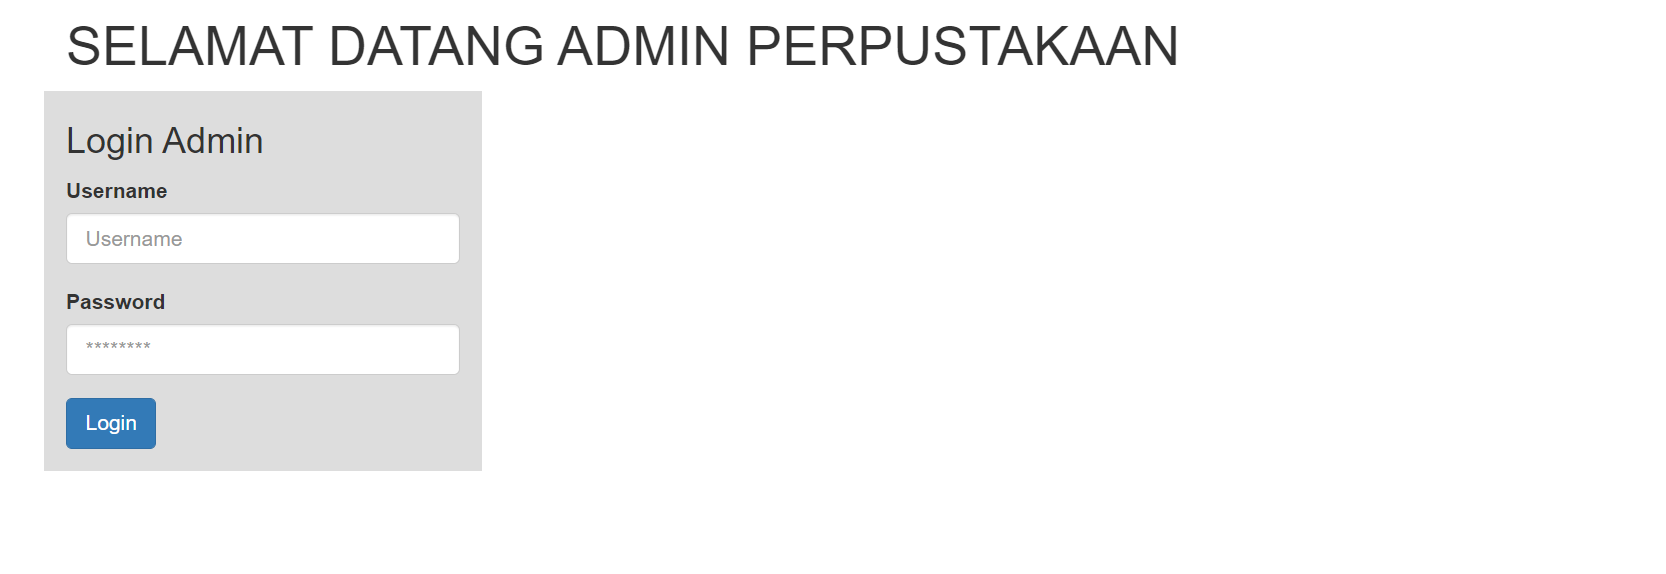 SELAMAT DATANG ADMIN PERPUSTAKAAN
Login Admin
Username
Username
Password
********
Login